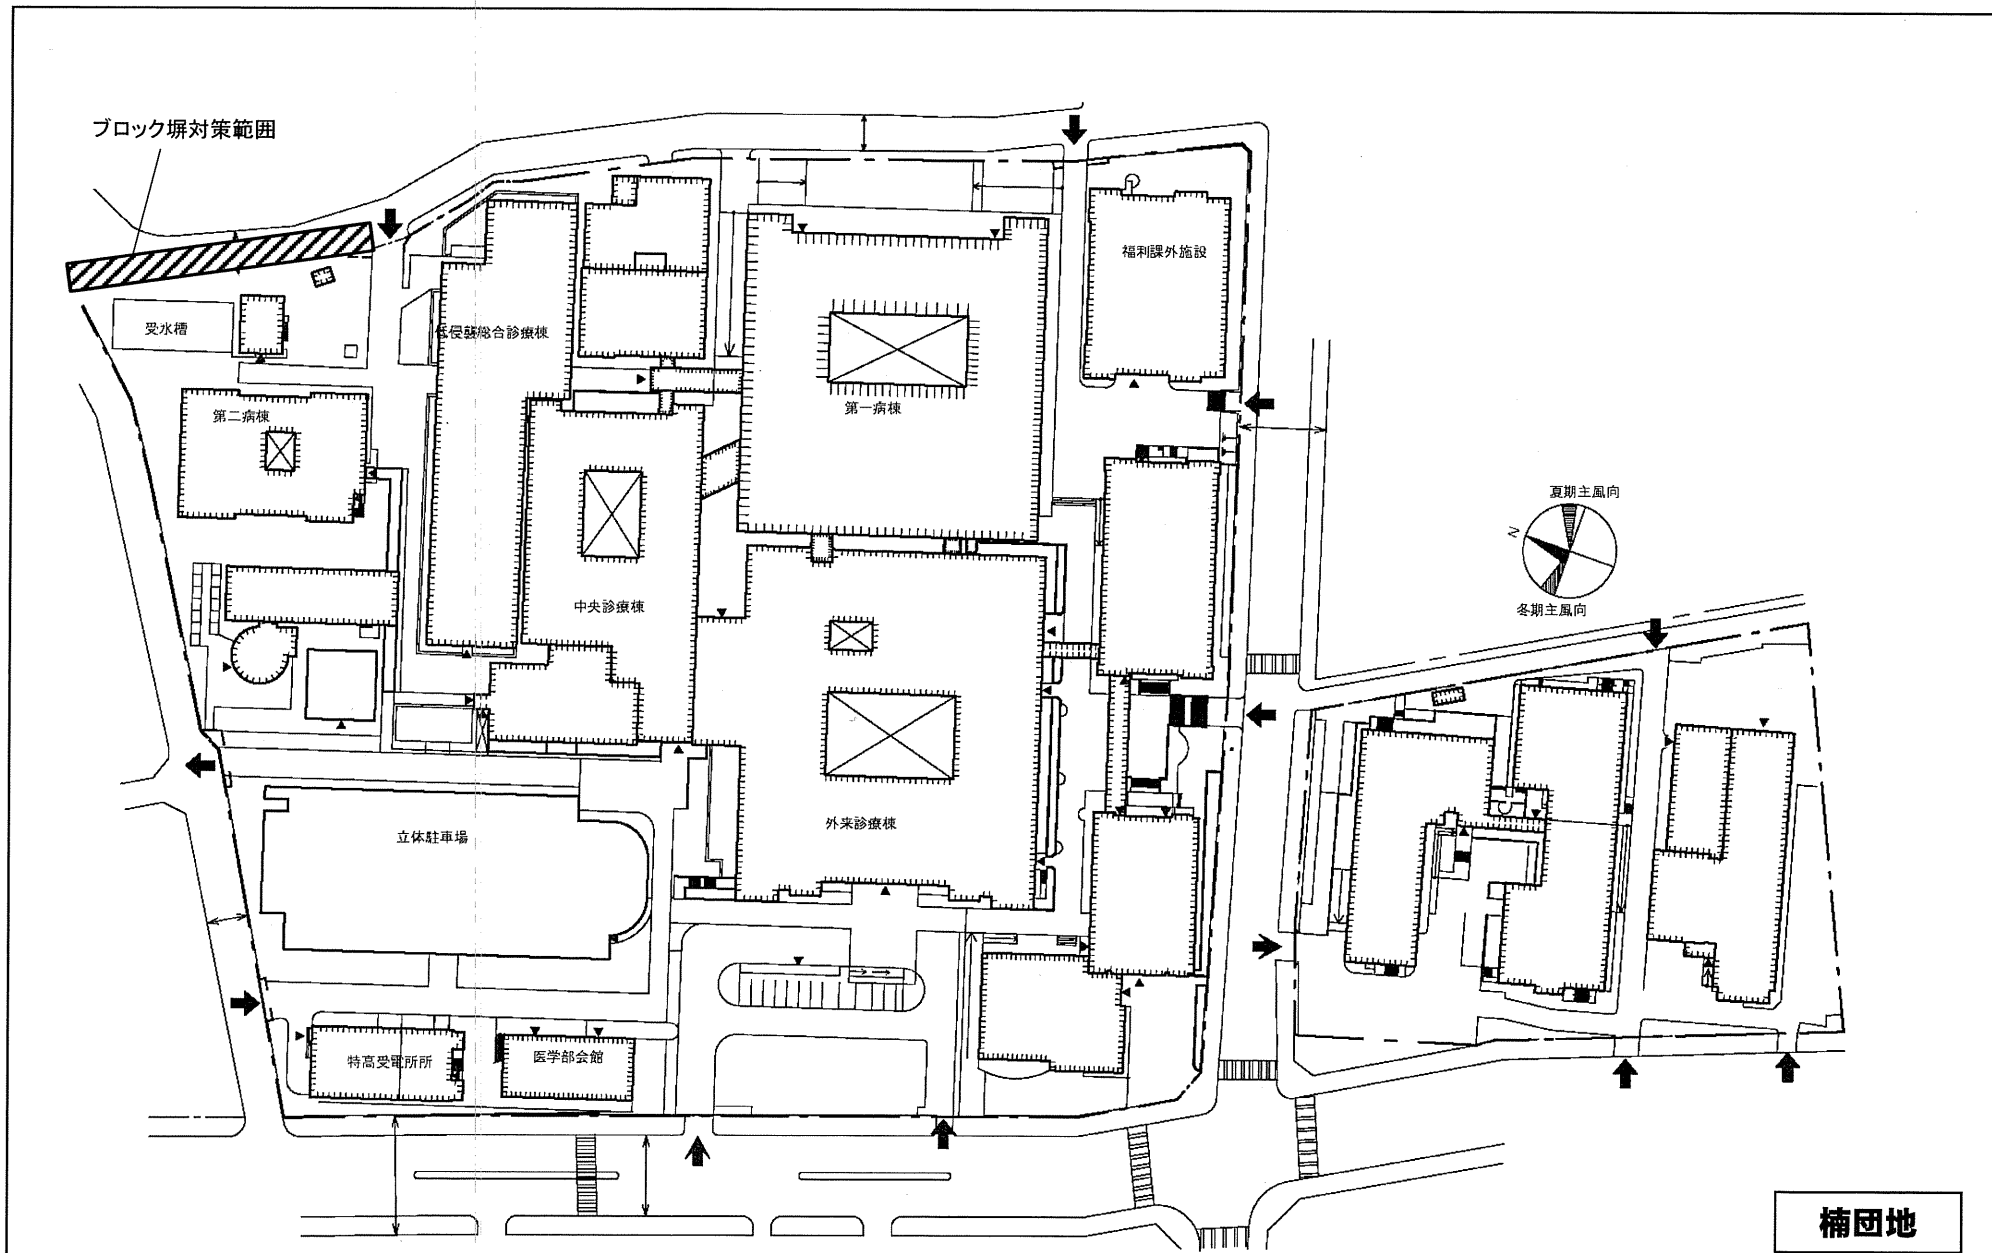 ブロック塀対策範囲
福利課外施設
受水槽
低侵襲総合診療棟
第一病棟
第二病棟
夏期主風向
N
冬期主風向
中央診療棟
外来診療棟
立体駐車場
特高受電所所
医学部会館
楠団地